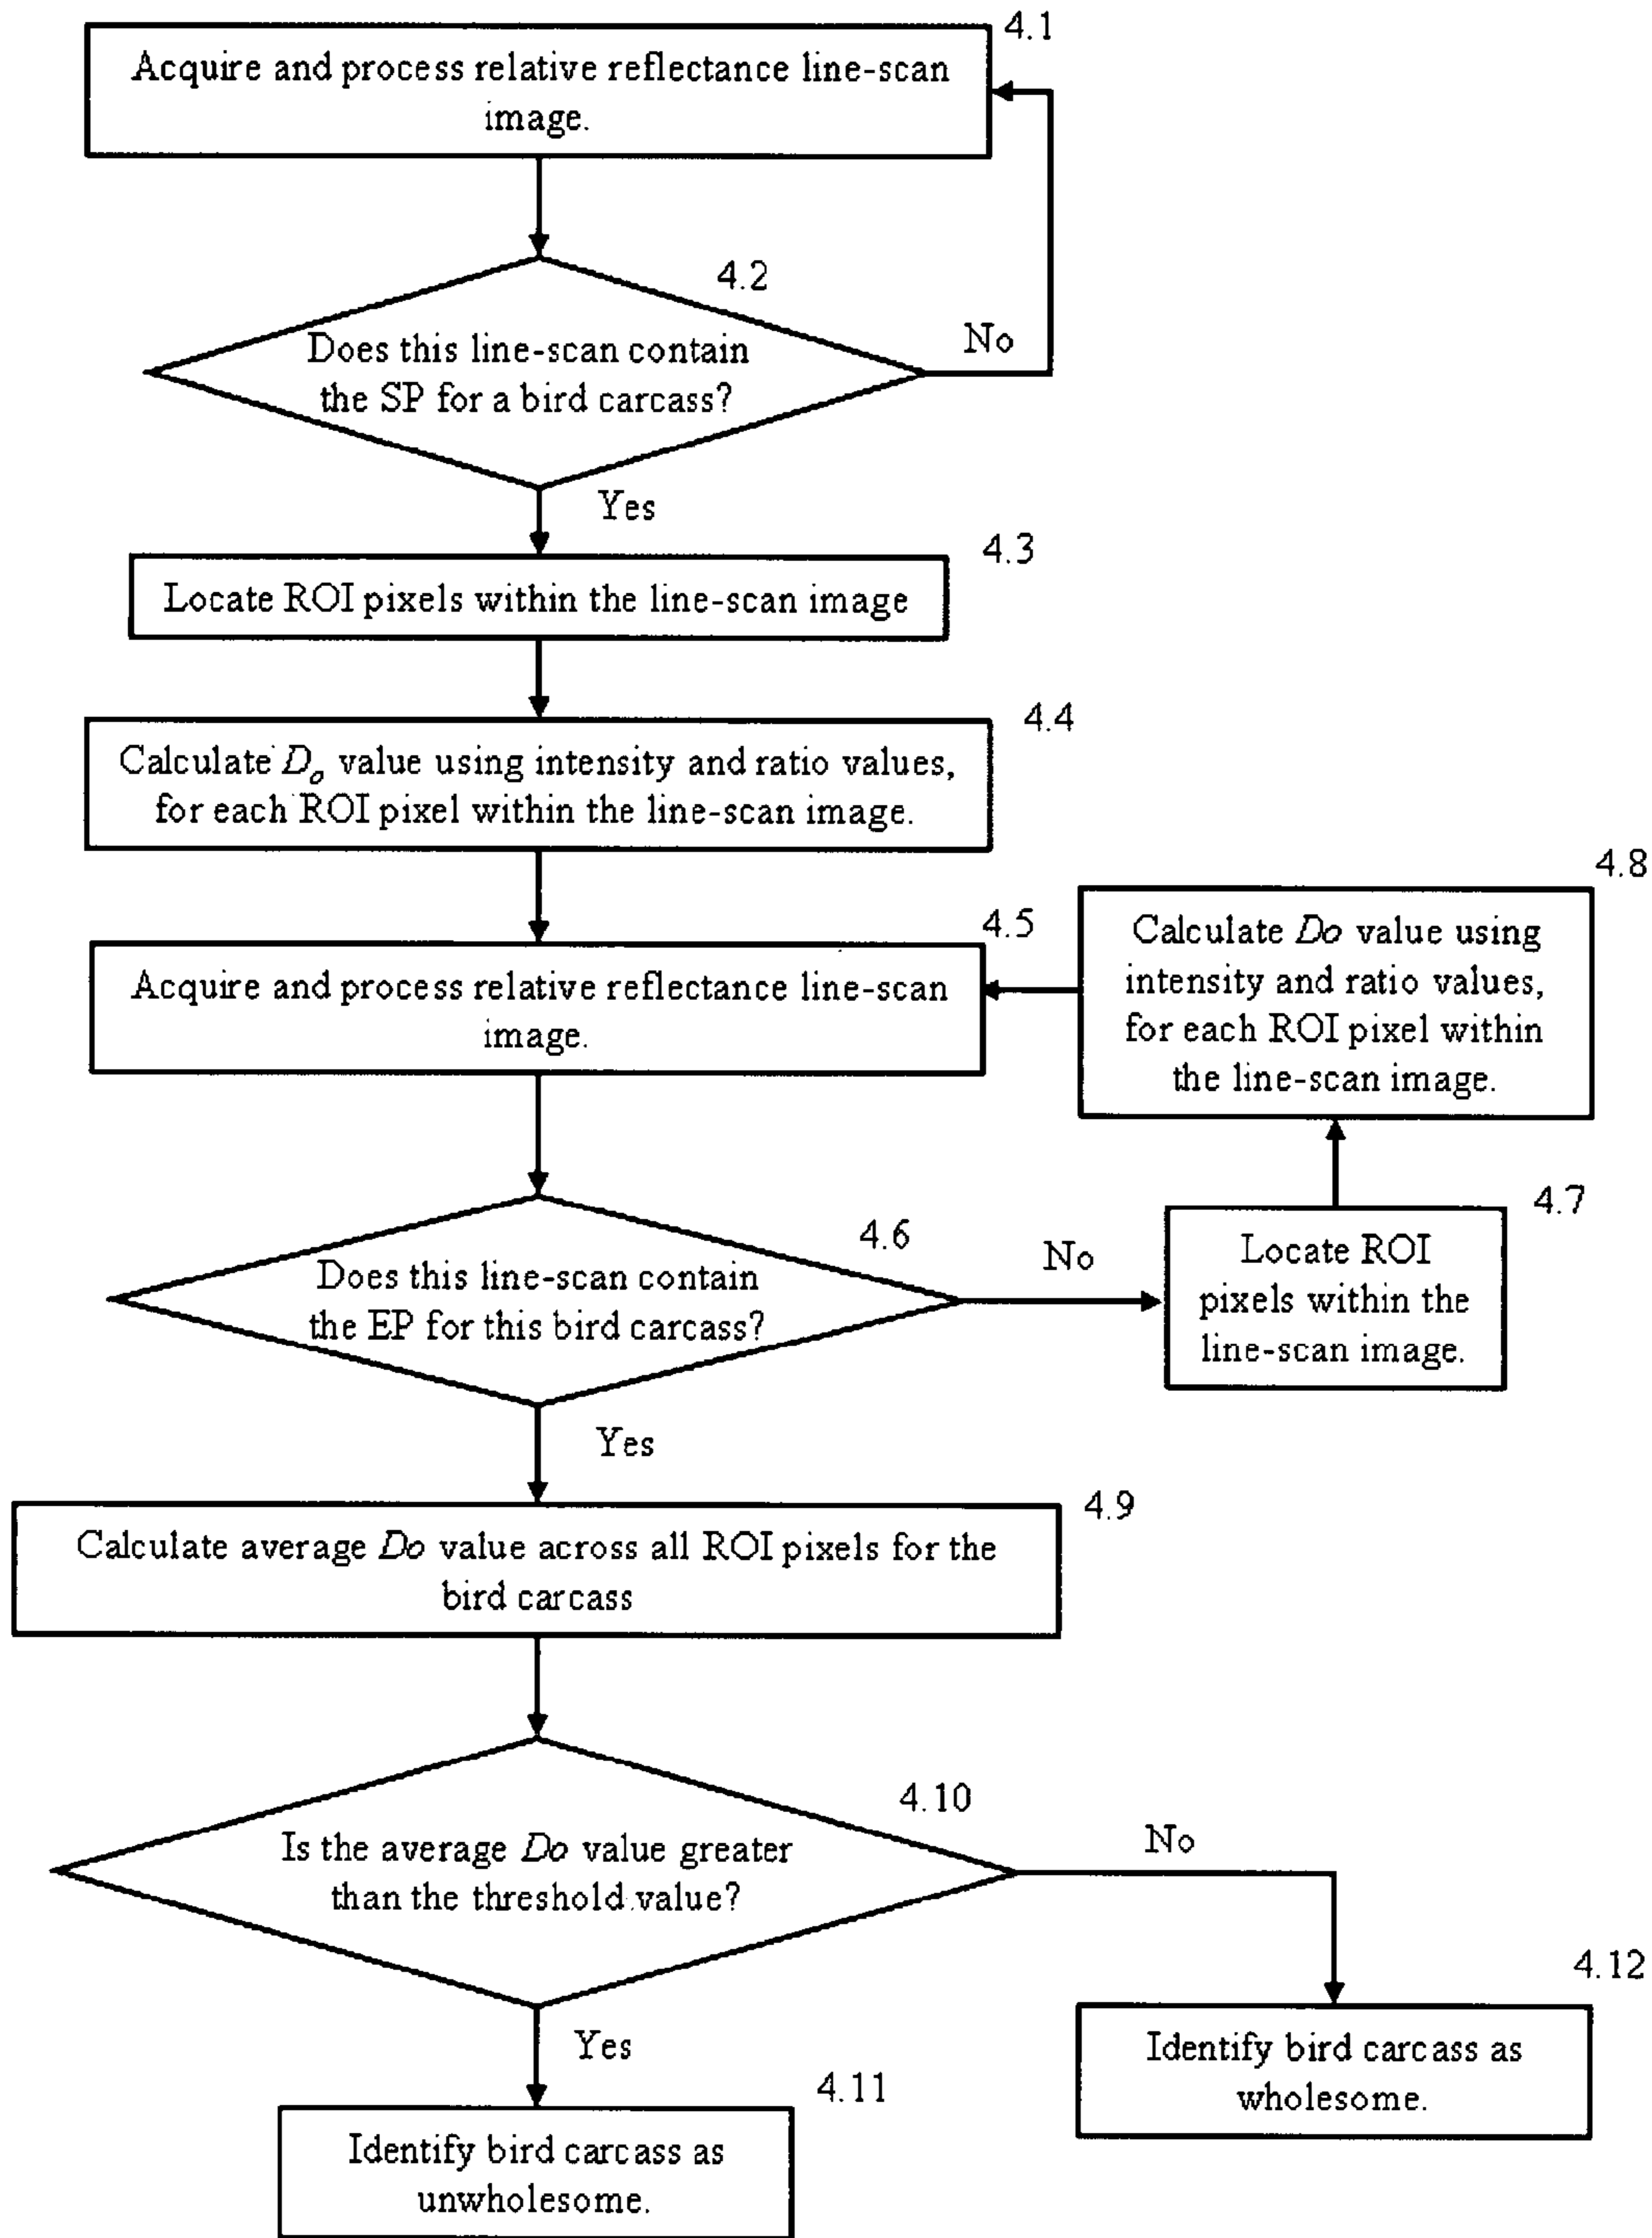 4.1
Acquire and process relative reflectance line-scan
image.
4.2
Does this line-scan contain
the SP for a bird carcass?
No
Yes
4.3
Locate ROI pixels within the line-scan image
4.4
Calculate Do value using intensity and ratio values,
for each ROI pixel within the line-scan image.
4.5
Acquire and process relative reflectance line-scan
image.
4.8
Calculate Do value using
intensity and ratio values,
for each ROI pixel within
the line-scan image.
4.6
Does this line-scan contain
the EP for this bird carcass?
No
4.7
Locate ROI
pixels within the
line-scan image.
Yes
4.9
Calculate average Do value across all ROI pixels for the
bird carcass
4.10
Is the average Do value greater
than the threshold value?
No
Yes
4.12
Identify bird carcass as
wholesome.
4.11
Identify bird carcass as
unwholesome.